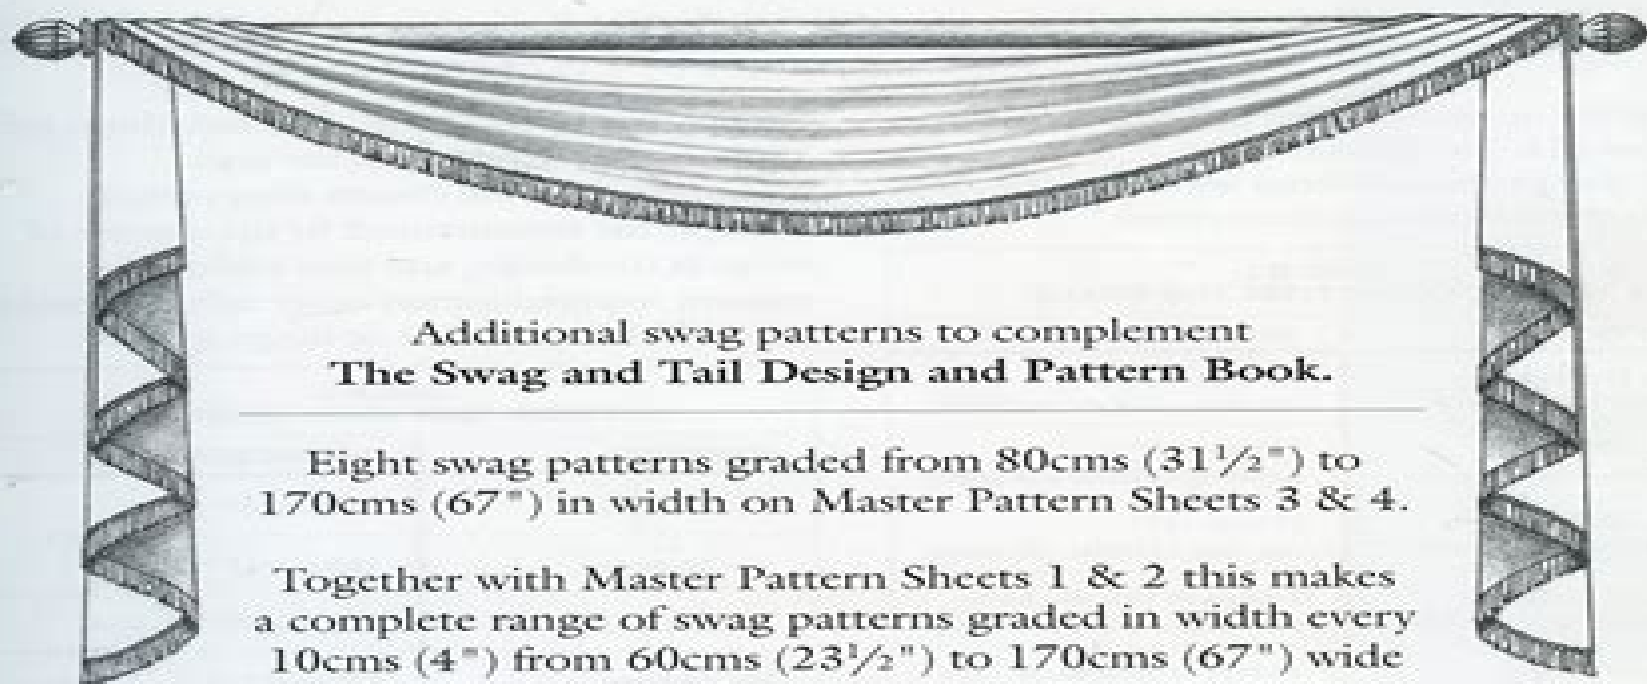 Additional swag patterns to complement
The Swag and Tail Design and Pattern Book.
Eight swag patterns graded from 80cms (31½") to
170cms (67") in width on Master Pattern Sheets 3 & 4.
Together with Master Pattern Sheets 1 & 2 this makes
a complete range of swag patterns graded in width every
10cms (4") from 60cms (23½") to 170cms (67") wide